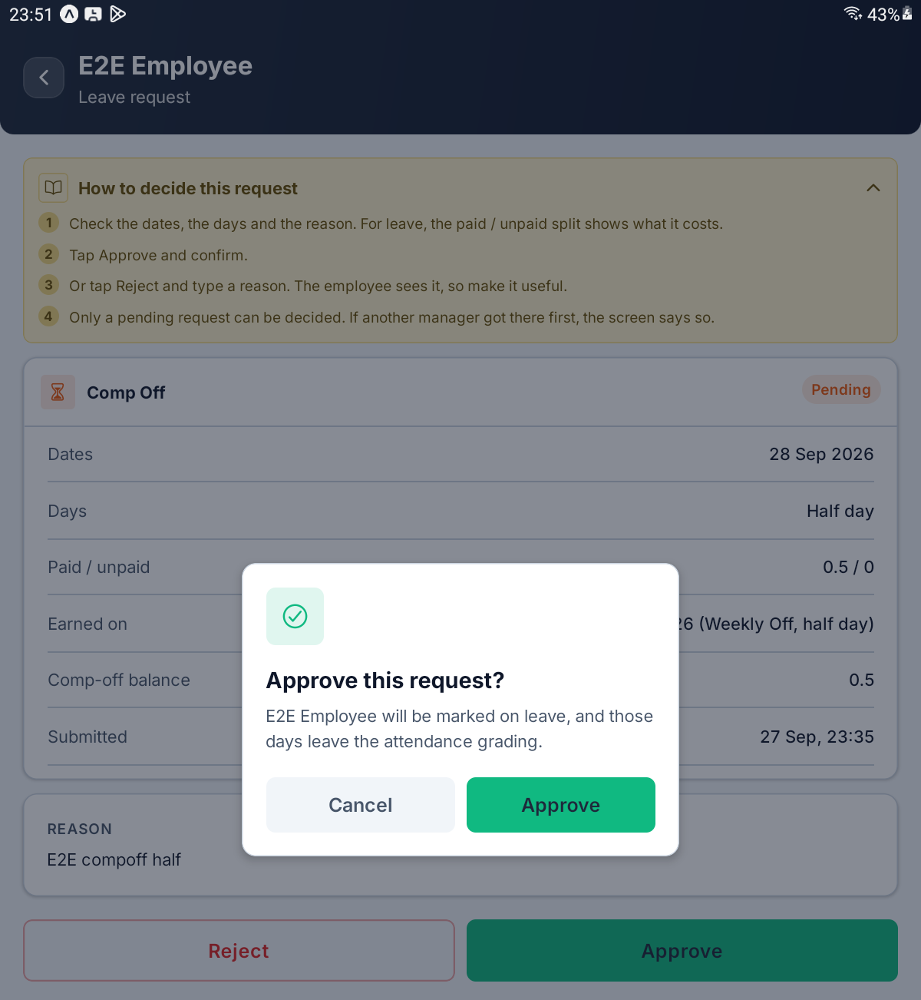 23:51
43%
E2E Employee
Leave request
How to decide this request
1 Check the dates, the days and the reason. For leave, the paid / unpaid split shows what it costs.
2 Tap Approve and confirm.
3 Or tap Reject and type a reason. The employee sees it, so make it useful.
4 Only a pending request can be decided. If another manager got there first, the screen says so.
Comp Off
Pending
Dates 28 Sep 2026
Days Half day
Paid / unpaid 0.5 / 0
Earned on 26 (Weekly Off, half day)
Comp-off balance 0.5
Submitted 27 Sep, 23:35
Approve this request?
E2E Employee will be marked on leave, and those
days leave the attendance grading.
Cancel Approve
REASON
E2E compoff half
Reject Approve